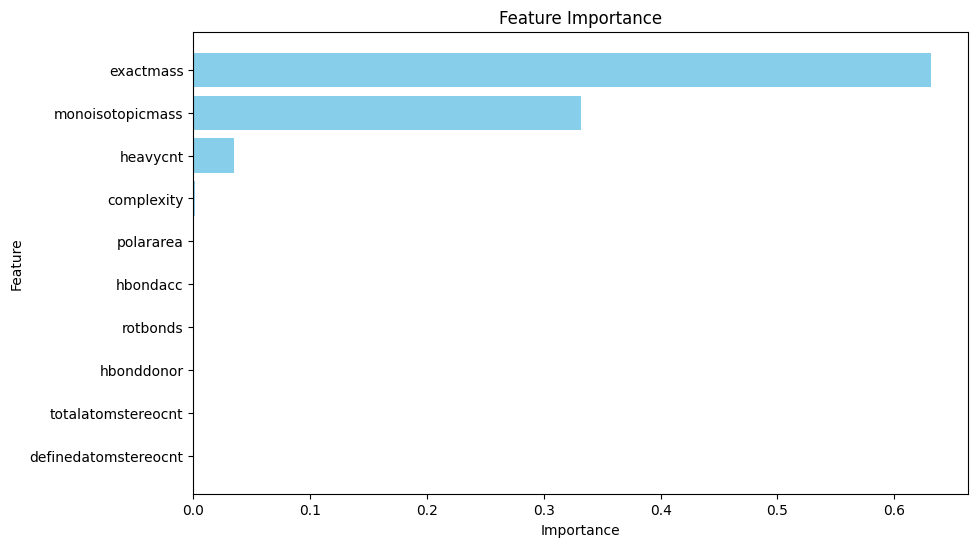 Feature Importance
exactmass
monoisotopicmass
heavycnt
complexity
polararea
hbondacc
rotbonds
hbonddonor
totalatomstereocnt
definedatomstereocnt
Feature
0.0 0.1 0.2 0.3 0.4 0.5 0.6
Importance